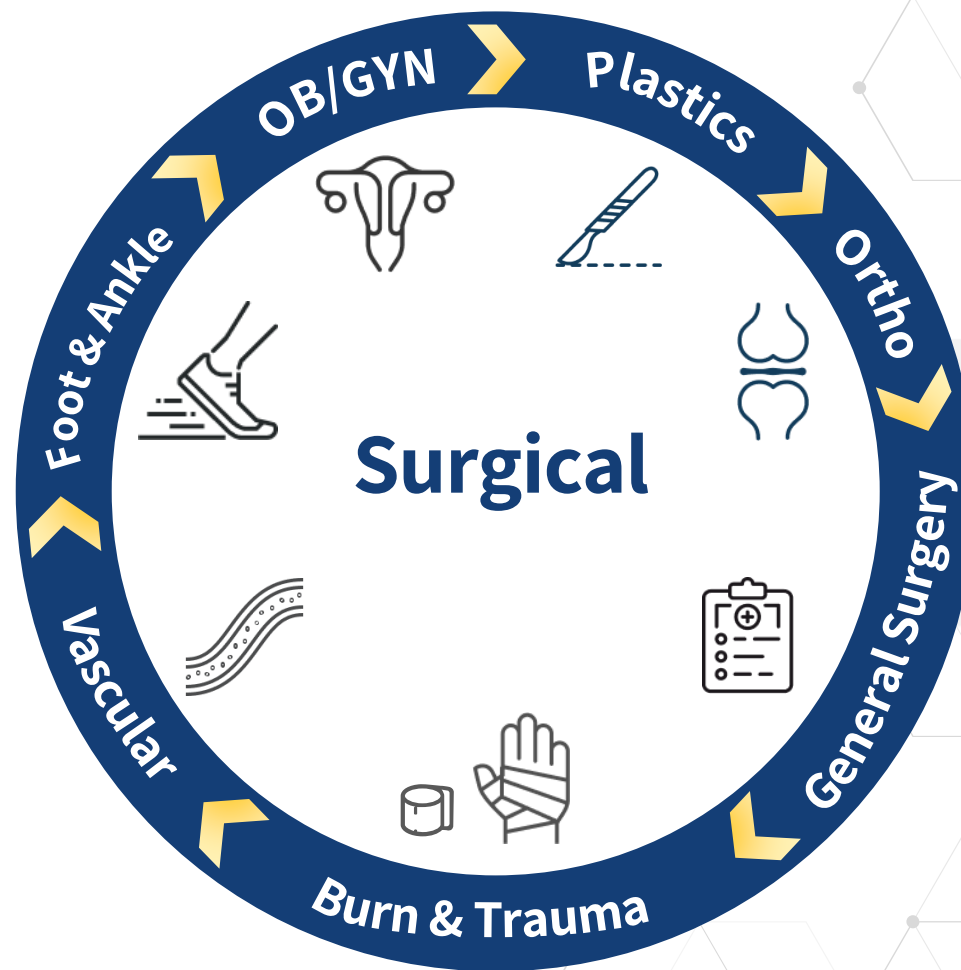 OB/GYN
Plastics
Ortho
General Surgery
Burn & Trauma
Vascular
Foot & Ankle
Surgical